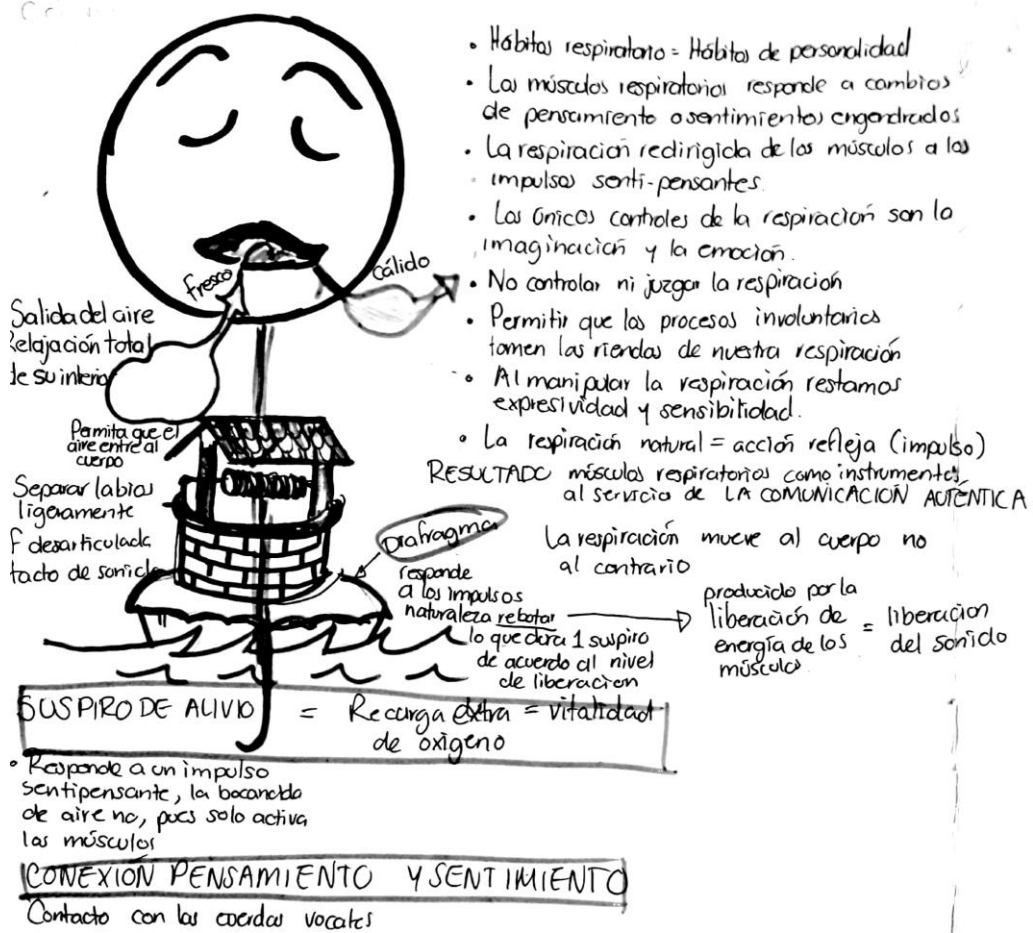 • Hábitos respiratorio = Hábitos de personalidad
• Los músculos respiratorios responde a cambios
de pensamiento o sentimientos engendrados
• La respiración redirigida de los músculos a los
impulsos senti-pensantes.
• Los únicos controles de la respiración son la
imaginación y la emoción.
• No controlar ni juzgar la respiración
• Permitir que los procesos involuntarios
tomen las riendas de nuestra respiración
• Al manipular la respiración restamos
expresividad y sensibilidad.
• La respiración natural = acción refleja (impulso)
RESULTADO músculos respiratorios como instrumentos
al servicio de LA COMUNICACIÓN AUTÉNTICA
La respiración mueve al cuerpo no
al contrario
fresco
cálido
Salida del aire
Relajación total
de su interior
Permita que el
aire entre al
cuerpo
Separar labios
ligeramente
F desarticulada
tacto de sonido
Diafragma
responde
a los impulsos
naturaleza rebotar
lo que dura 1 suspiro
de acuerdo al nivel
de liberacion
producido por la
liberación de
energía de los
músculos
= liberacion
del sonido
SUSPIRO DE ALIVIO = Recarga extra = vitalidad
de oxigeno
• Responde a un impulso
sentipensante, la bocanada
de aire no, pues solo activa
los músculos
CONEXIÓN PENSAMIENTO Y SENTIMIENTO
Contacto con las cuerdas vocales